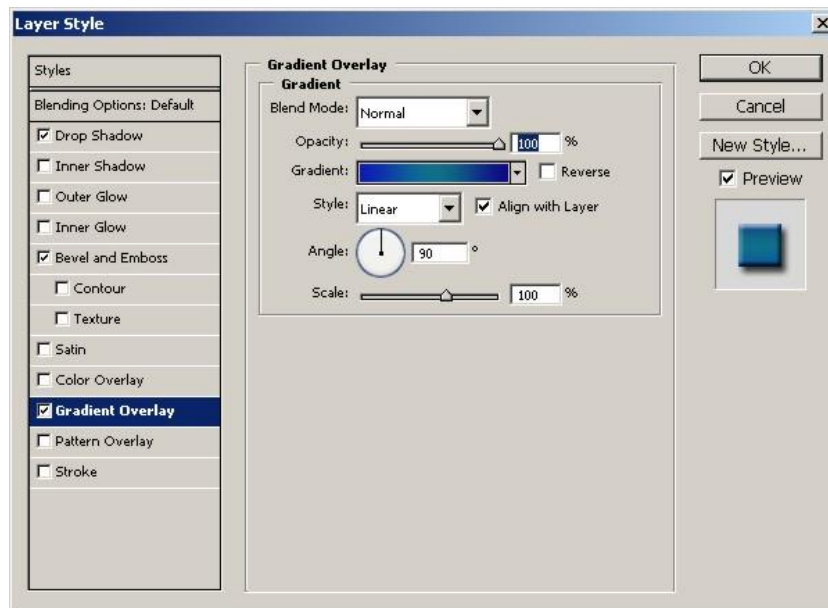 Layer Style
Styles
Blending Options: Default
Drop Shadow
Inner Shadow
Outer Glow
Inner Glow
Bevel and Emboss
Contour
Texture
Satin
Color Overlay
Gradient Overlay
Pattern Overlay
Stroke
Gradient Overlay
Gradient
Blend Mode: Normal
Opacity: 100 %
Gradient: Reverse
Style: Linear Align with Layer
Angle: 90 °
Scale: 100 %
OK
Cancel
New Style...
Preview